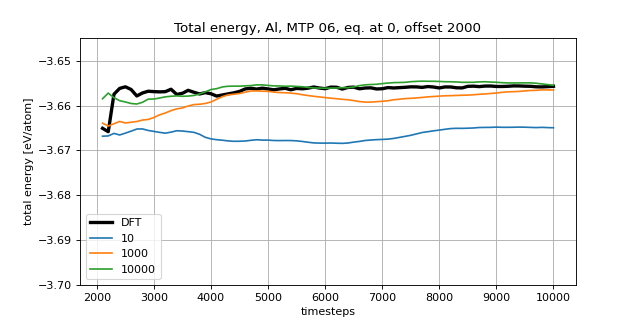 Total energy, Al, MTP 06, eq. at 0, offset 2000
total energy [eV/atom]
−3.65
−3.66
−3.67
−3.68
−3.69
−3.70
DFT
10
1000
10000
2000 3000 4000 5000 6000 7000 8000 9000 10000
timesteps